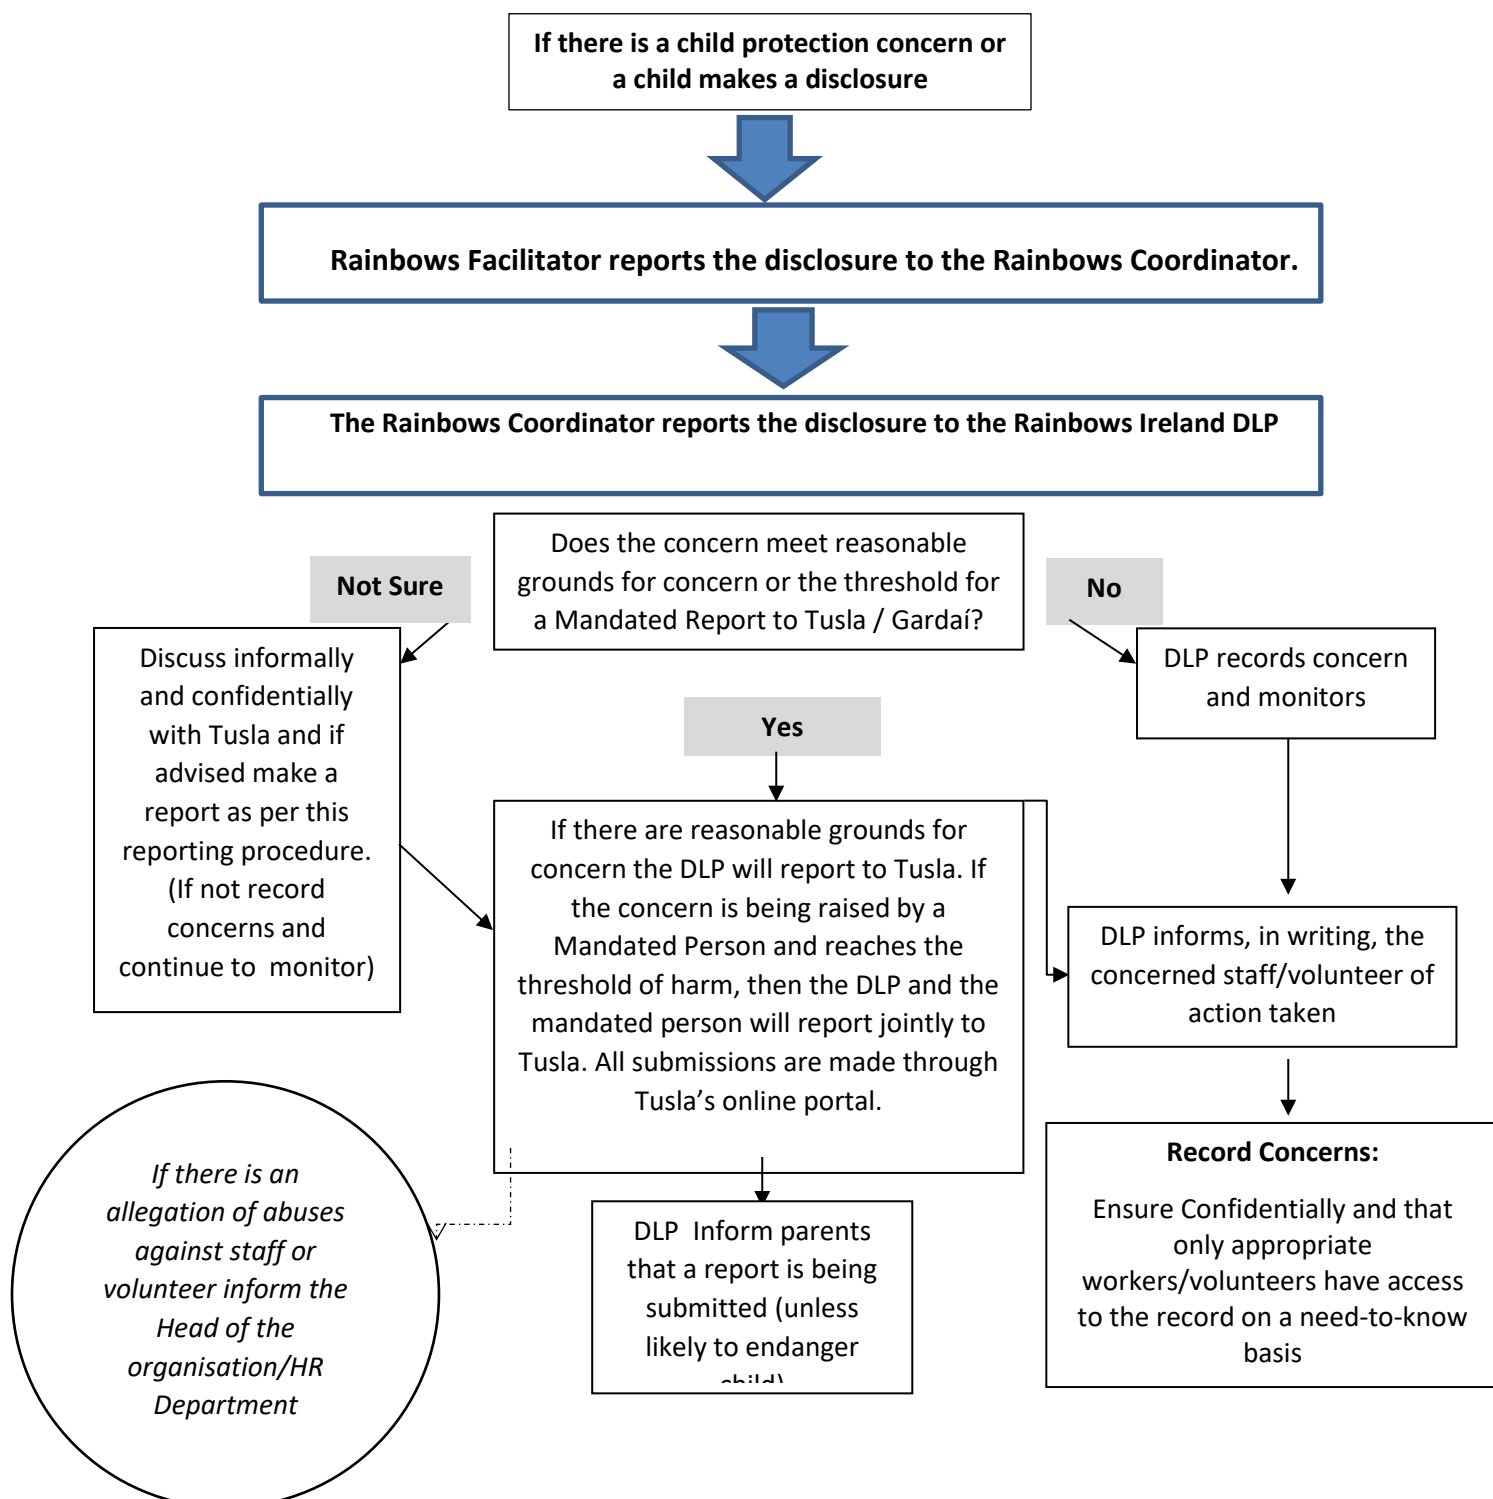 If there is a child protection concern or
a child makes a disclosure
Rainbows Facilitator reports the disclosure to the Rainbows Coordinator.
The Rainbows Coordinator reports the disclosure to the Rainbows Ireland DLP
Does the concern meet reasonable
grounds for concern or the threshold for
a Mandated Report to Tusla / Gardaí?
Not Sure
No
Discuss informally
and confidentially
with Tusla and if
advised make a
report as per this
reporting procedure.
(If not record
concerns and
continue to  monitor)
DLP records concern
and monitors
Yes
If there are reasonable grounds for
concern the DLP will report to Tusla. If
the concern is being raised by a
Mandated Person and reaches the
threshold of harm, then the DLP and the
mandated person will report jointly to
Tusla. All submissions are made through
Tusla’s online portal.
DLP informs, in writing, the
concerned staff/volunteer of
action taken
If there is an
allegation of abuses
against staff or
volunteer inform the
Head of the
organisation/HR
Department
DLP  Inform parents
that a report is being
submitted (unless
likely to endanger
child)
Record Concerns:
Ensure Confidentially and that
only appropriate
workers/volunteers have access
to the record on a need-to-know
basis